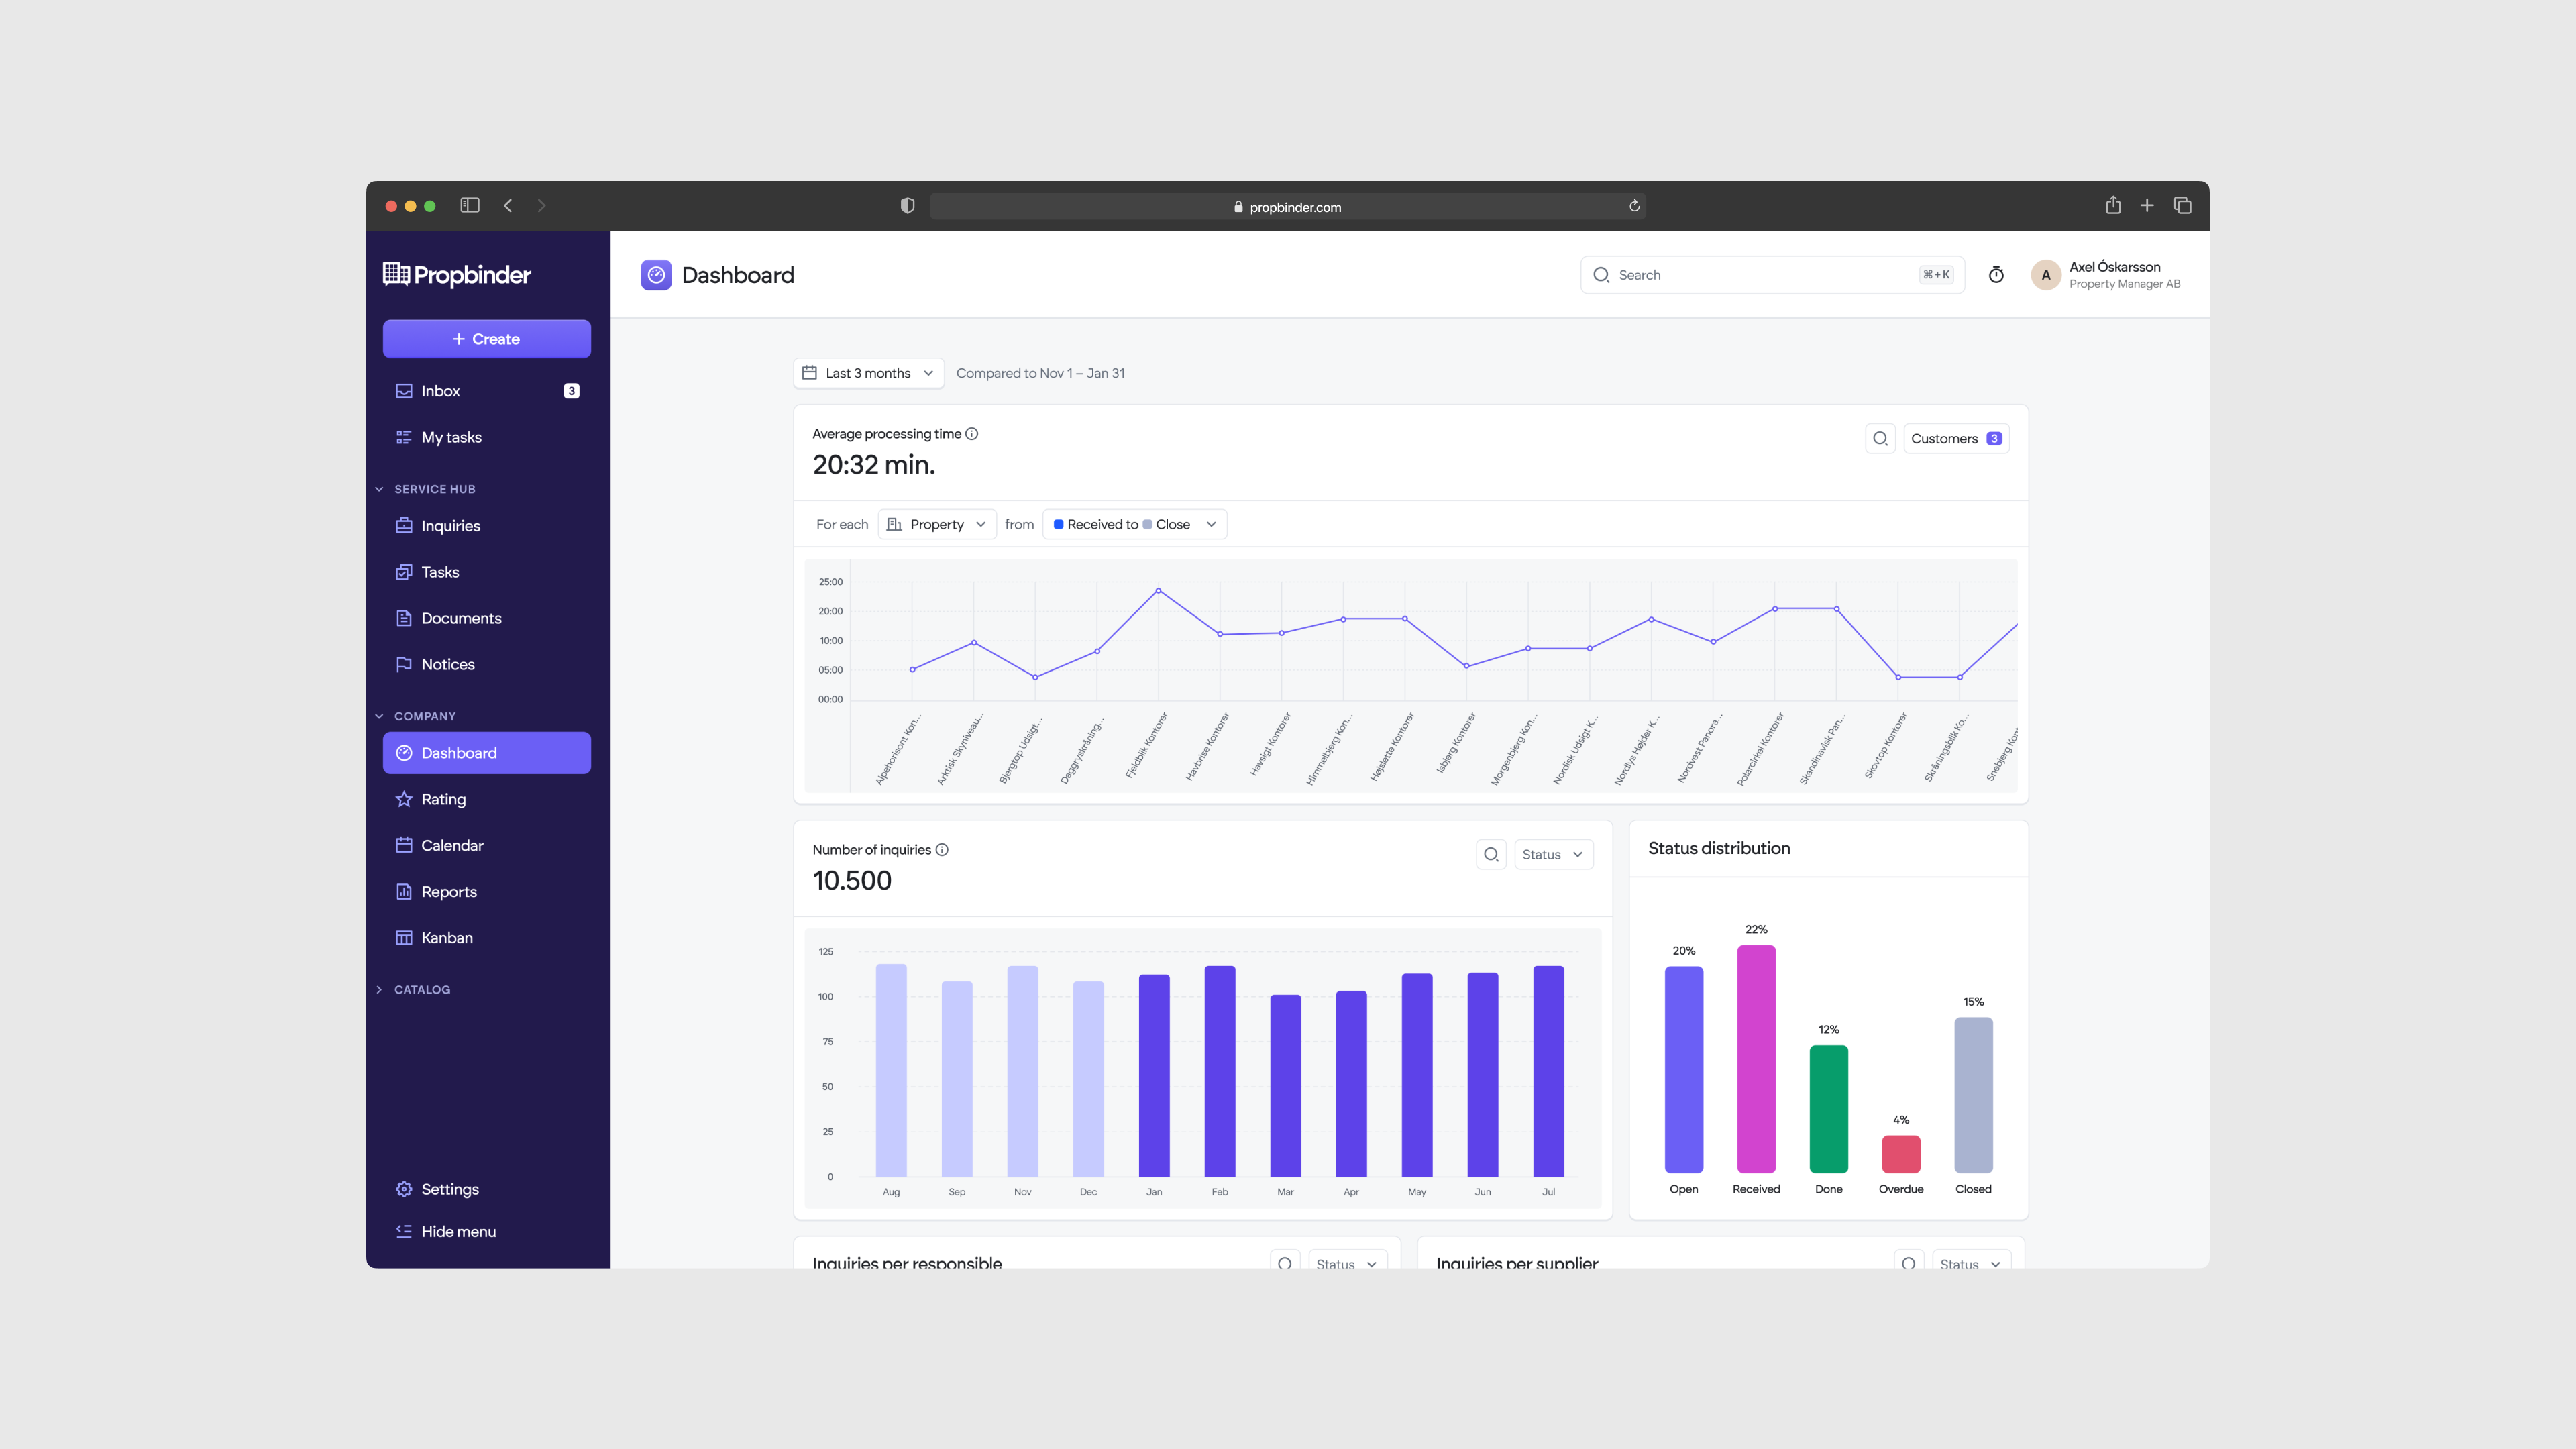 propbinder.com
Propbinder
Dashboard
Search
⌘+K
A
Axel Óskarsson
Property Manager AB
+ Create
Inbox
3
My tasks
SERVICE HUB
Inquiries
Tasks
Documents
Notices
COMPANY
Dashboard
Rating
Calendar
Reports
Kanban
CATALOG
Settings
Hide menu
Last 3 months
Compared to Nov 1 – Jan 31
Average processing time
20:32 min.
Customers 3
For each
Property
from
Received to Close
25:00
20:00
10:00
05:00
00:00
Alpehorisont Kon...
Arktisk Skyniveau...
Bjergtop Udsigt...
Daggryskråning...
Fjeldblik Kontorer
Havbrise Kontorer
Havsigt Kontorer
Himmelbjerg Kon...
Højslette Kontorer
Isbjerg Kontorer
Morgenbjerg Kon...
Nordisk Udsigt K...
Nordlys Højder K...
Nordvest Panora...
Polarcirkel Kontorer
Skandinavisk Pan...
Skovtop Kontorer
Skråningsblik Ko...
Snebjerg Kon
Number of inquiries
10.500
Status
125
100
75
50
25
0
Aug
Sep
Nov
Dec
Jan
Feb
Mar
Apr
May
Jun
Jul
Status distribution
20%
22%
12%
4%
15%
Open
Received
Done
Overdue
Closed
Inquiries per responsible
Status
Inquiries per supplier
Status